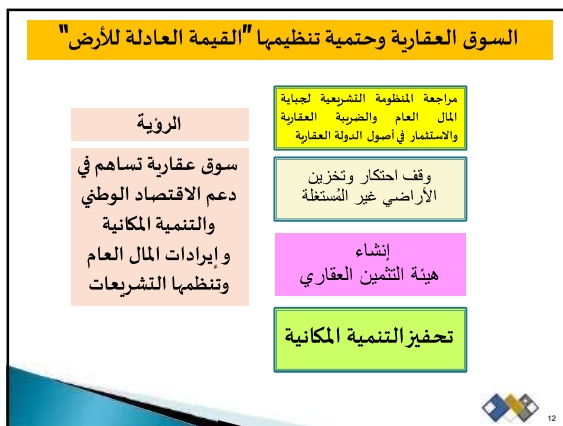 السوق العقارية وحتمية تنظيمها "القيمة العادلة للأرض"
الرؤية
سوق عقارية تساهم في
دعم الاقتصاد الوطني
والتنمية المكانية
وإيرادات المال العام
وتنظمها التشريعات
مراجعة المنظومة التشريعية لجباية
المال العام والضريبة العقارية
والاستثمار في أصول الدولة العقارية
وقف احتكار وتخزين
الأراضي غير المُستغلة
إنشاء
هيئة التثمين العقاري
تحفيز التنمية المكانية
12